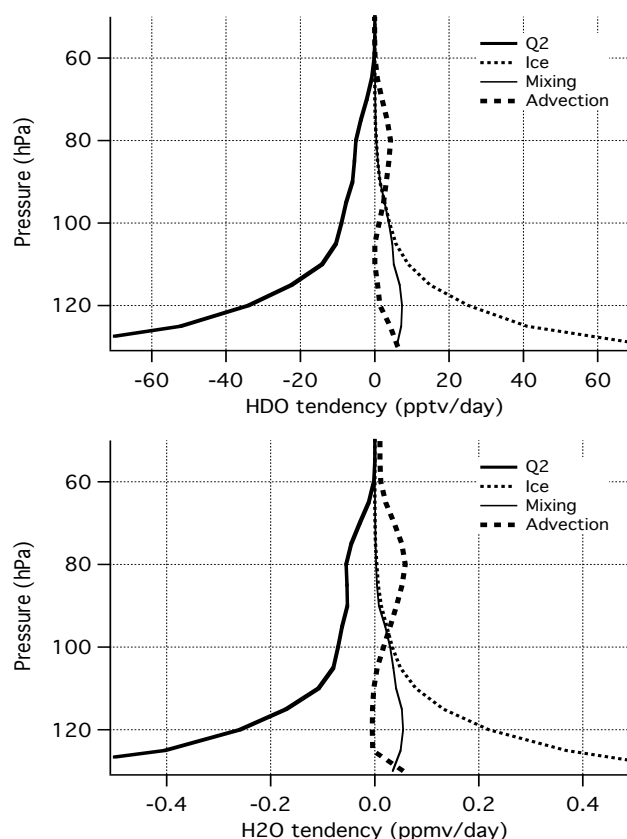 60
80
100
120
Pressure (hPa)
Q2
Ice
Mixing
Advection
-60
-40
-20
0
20
40
60
HDO tendency (pptv/day)
60
80
100
120
Pressure (hPa)
Q2
Ice
Mixing
Advection
-0.4
-0.2
0.0
0.2
0.4
H2O tendency (ppmv/day)